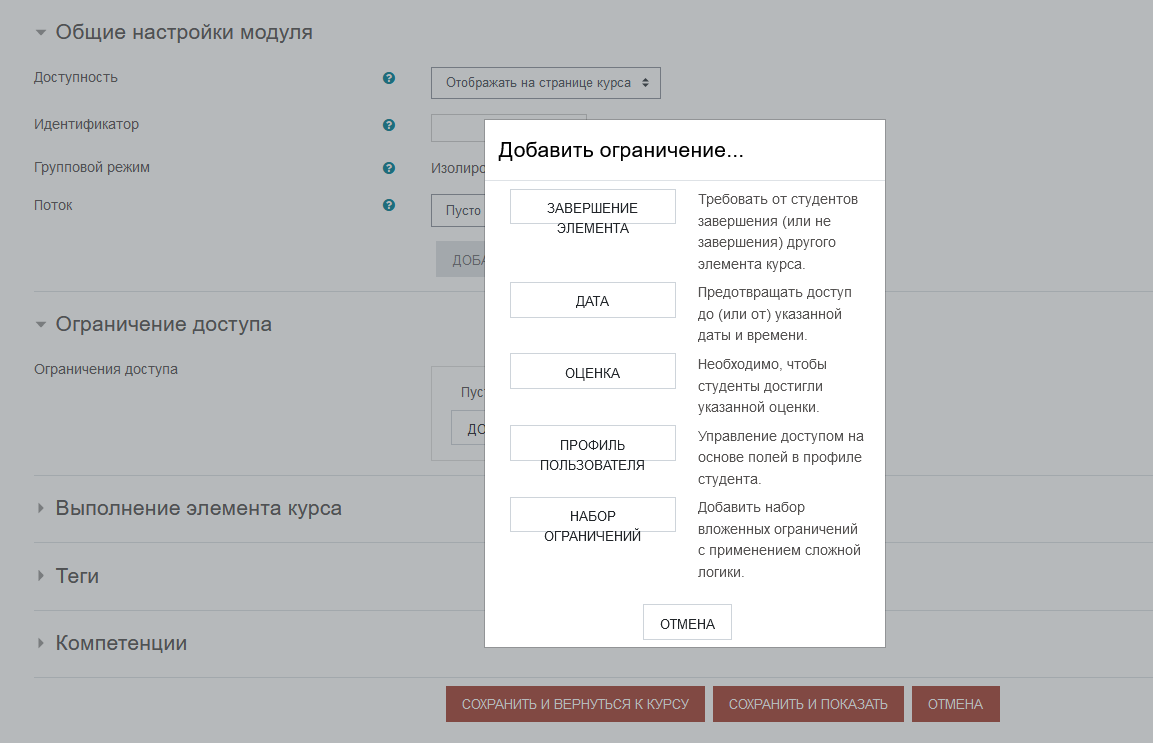 Общие настройки модуля
Доступность
Отображать на странице курса
Идентификатор
Групповой режим
Поток
Пусто
Добавить ограничение...
ЗАВЕРШЕНИЕ
ЭЛЕМЕНТА
Требовать от студентов
завершения (или не
завершения) другого
элемента курса.
ДАТА
Предотвращать доступ
до (или от) указанной
даты и времени.
ОЦЕНКА
Необходимо, чтобы
студенты достигли
указанной оценки.
ПРОФИЛЬ
ПОЛЬЗОВАТЕЛЯ
Управление доступом на
основе полей в профиле
студента.
НАБОР
ОГРАНИЧЕНИЙ
Добавить набор
вложенных ограничений
с применением сложной
логики.
ОТМЕНА
Ограничение доступа
Ограничения доступа
Выполнение элемента курса
Теги
Компетенции
СОХРАНИТЬ И ВЕРНУТЬСЯ К КУРСУ
СОХРАНИТЬ И ПОКАЗАТЬ
ОТМЕНА